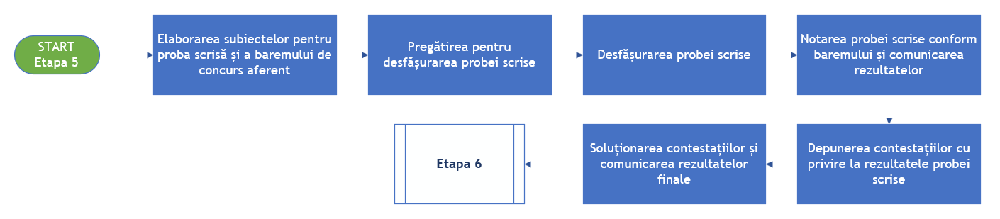 START
Etapa 5
Elaborarea subiectelor pentru
proba scrisă și a baremului de
concurs aferent
Pregătirea pentru
desfășurarea probei scrise
Desfășurarea probei scrise
Notarea probei scrise conform
baremului și comunicarea
rezultatelor
Depunerea contestațiilor cu
privire la rezultatele probei
scrise
Soluționarea contestațiilor și
comunicarea rezultatelor
finale
Etapa 6